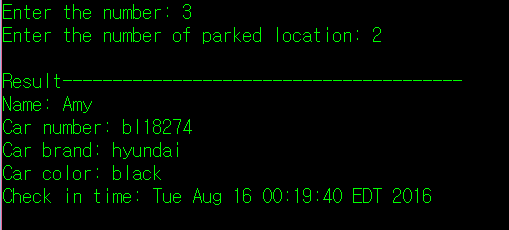 Enter the number: 3
Enter the number of parked location: 2
Result----------------------------------------
Name: Amy
Car number: bl18274
Car brand: hyundai
Car color: black
Check in time: Tue Aug 16 00:19:40 EDT 2016